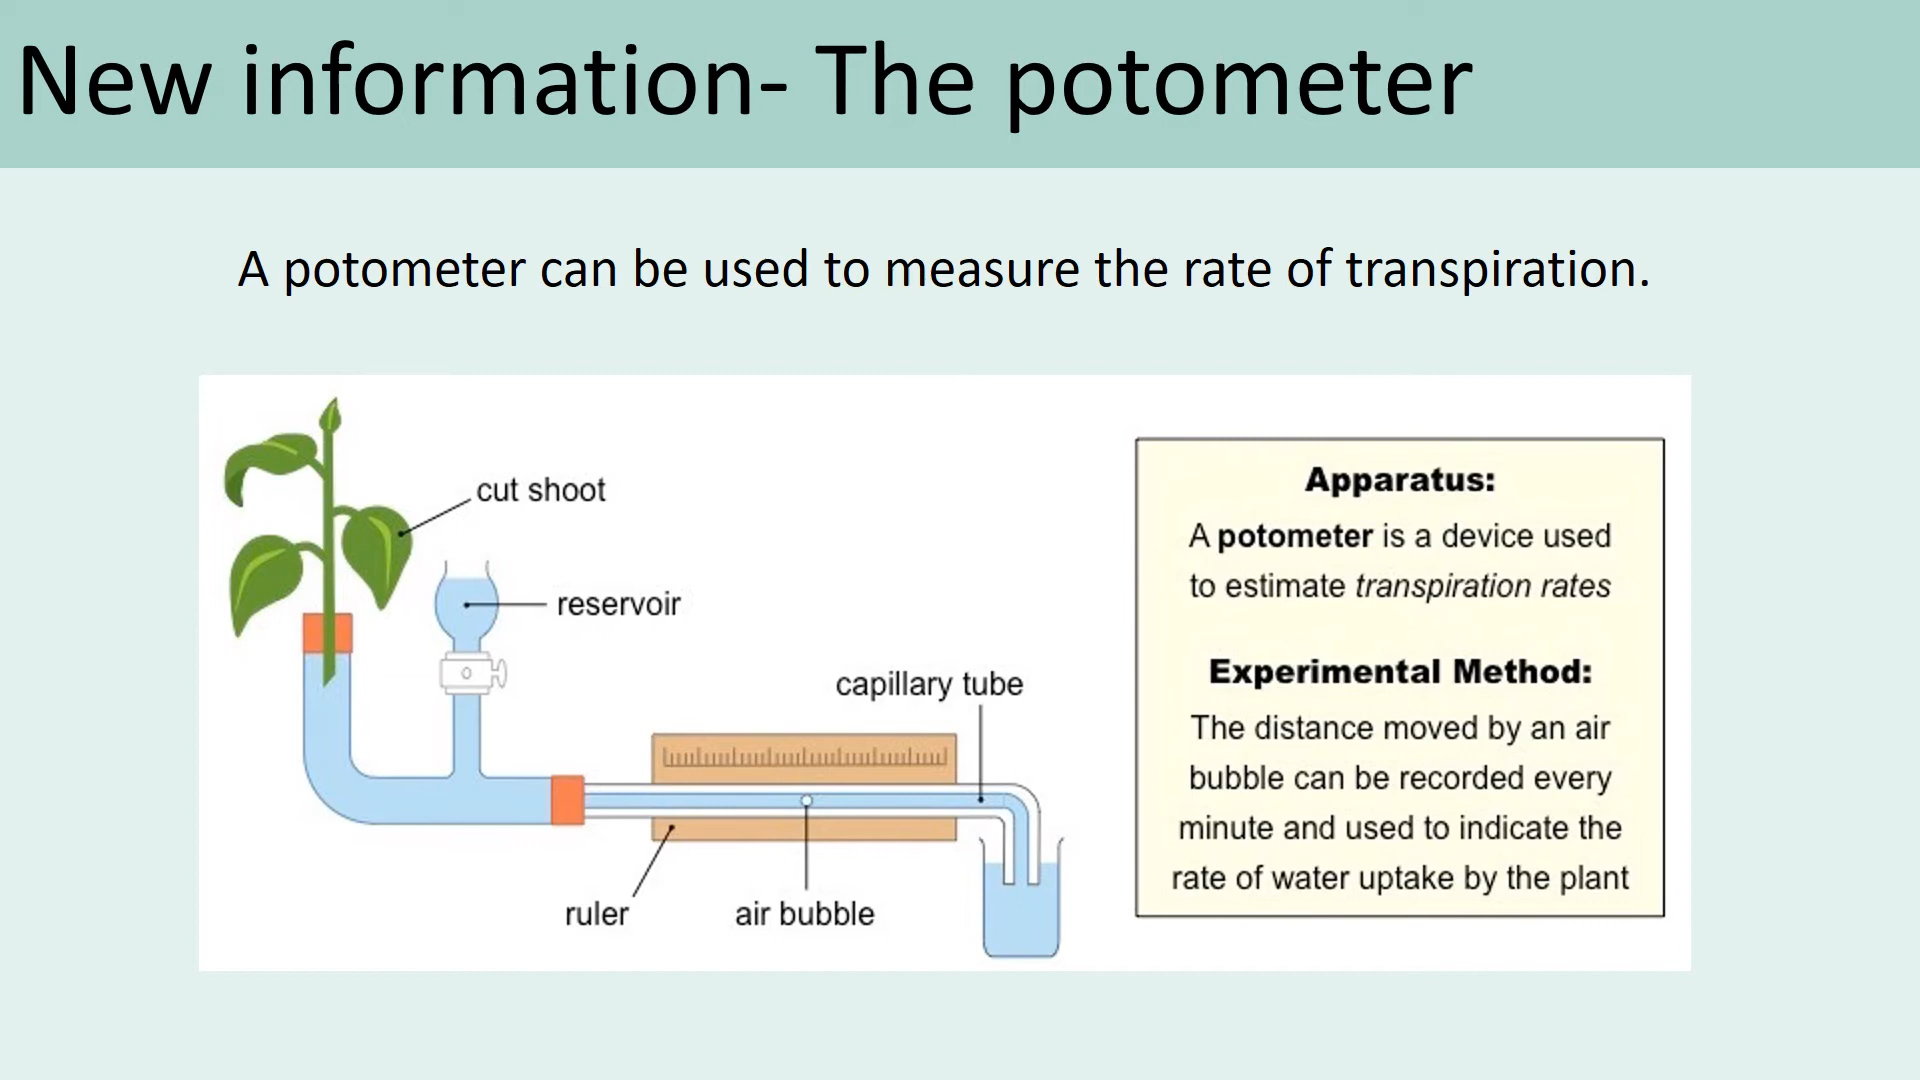 New information- The potometer
A potometer can be used to measure the rate of transpiration.
cut shoot
reservoir
capillary tube
ruler
air bubble
Apparatus:
A potometer is a device used
to estimate transpiration rates
Experimental Method:
The distance moved by an air
bubble can be recorded every
minute and used to indicate the
rate of water uptake by the plant